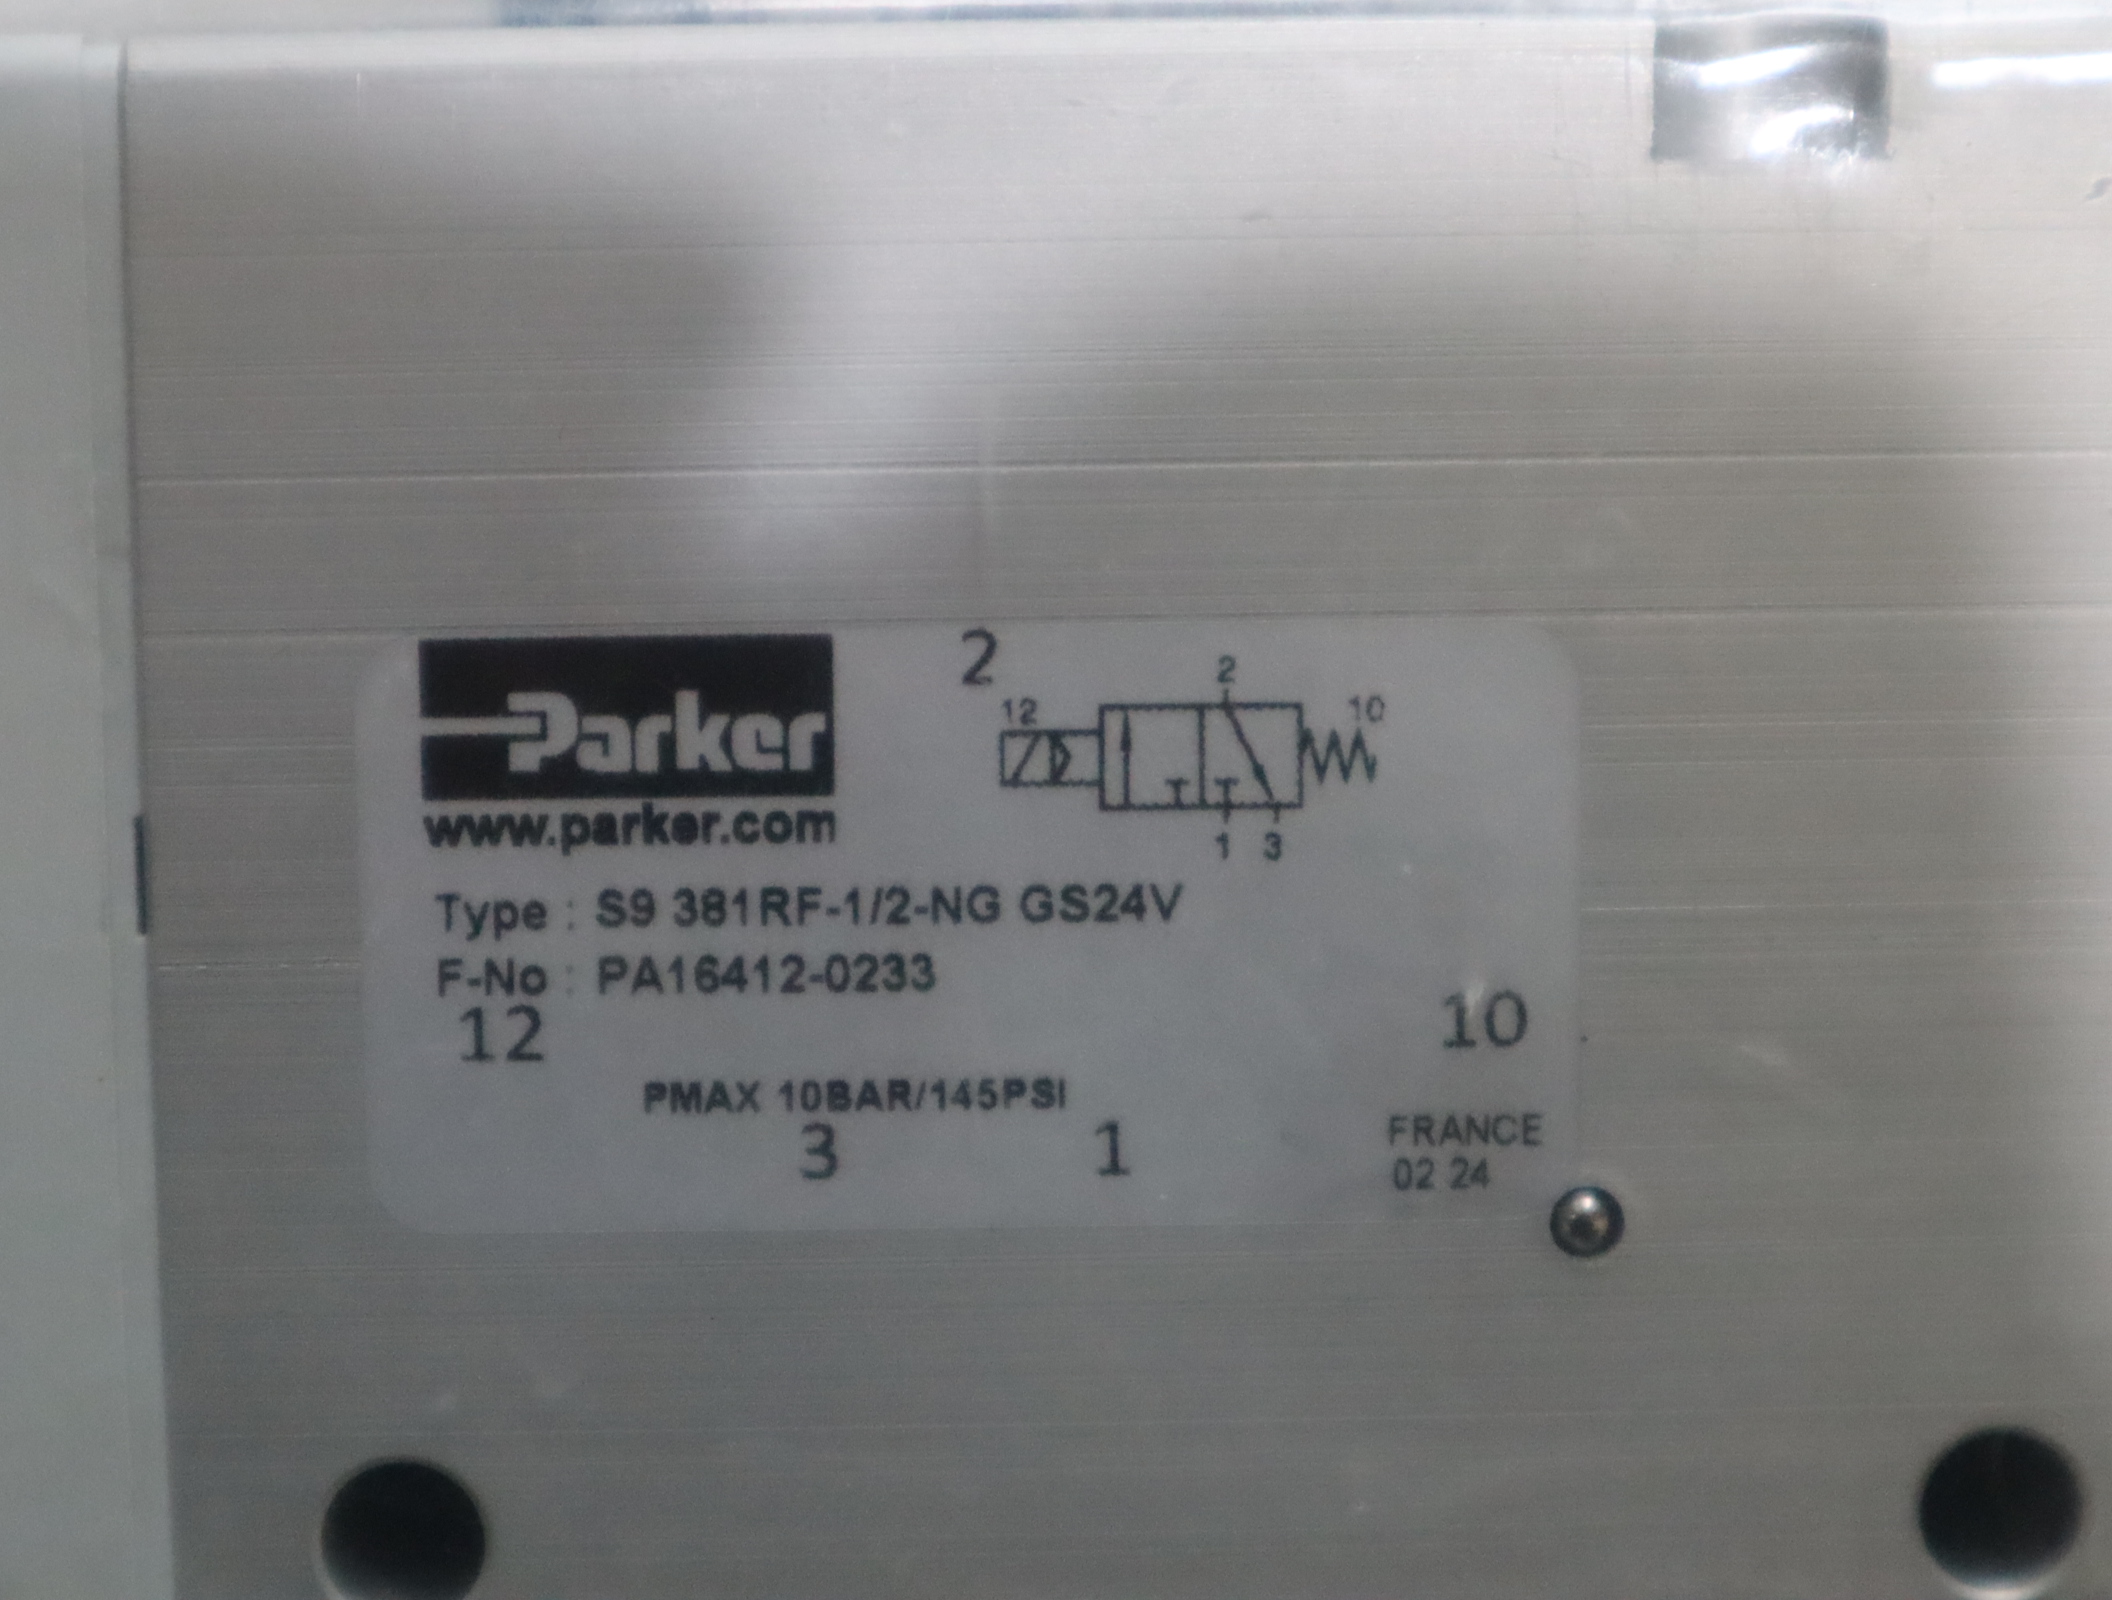 Parker
www.parker.com
2
12
2
10
1 3
Type : S9 381RF-1/2-NG GS24V
F-No : PA16412-0233
12
10
PMAX 10BAR/145PSI
3
1
FRANCE
02 24